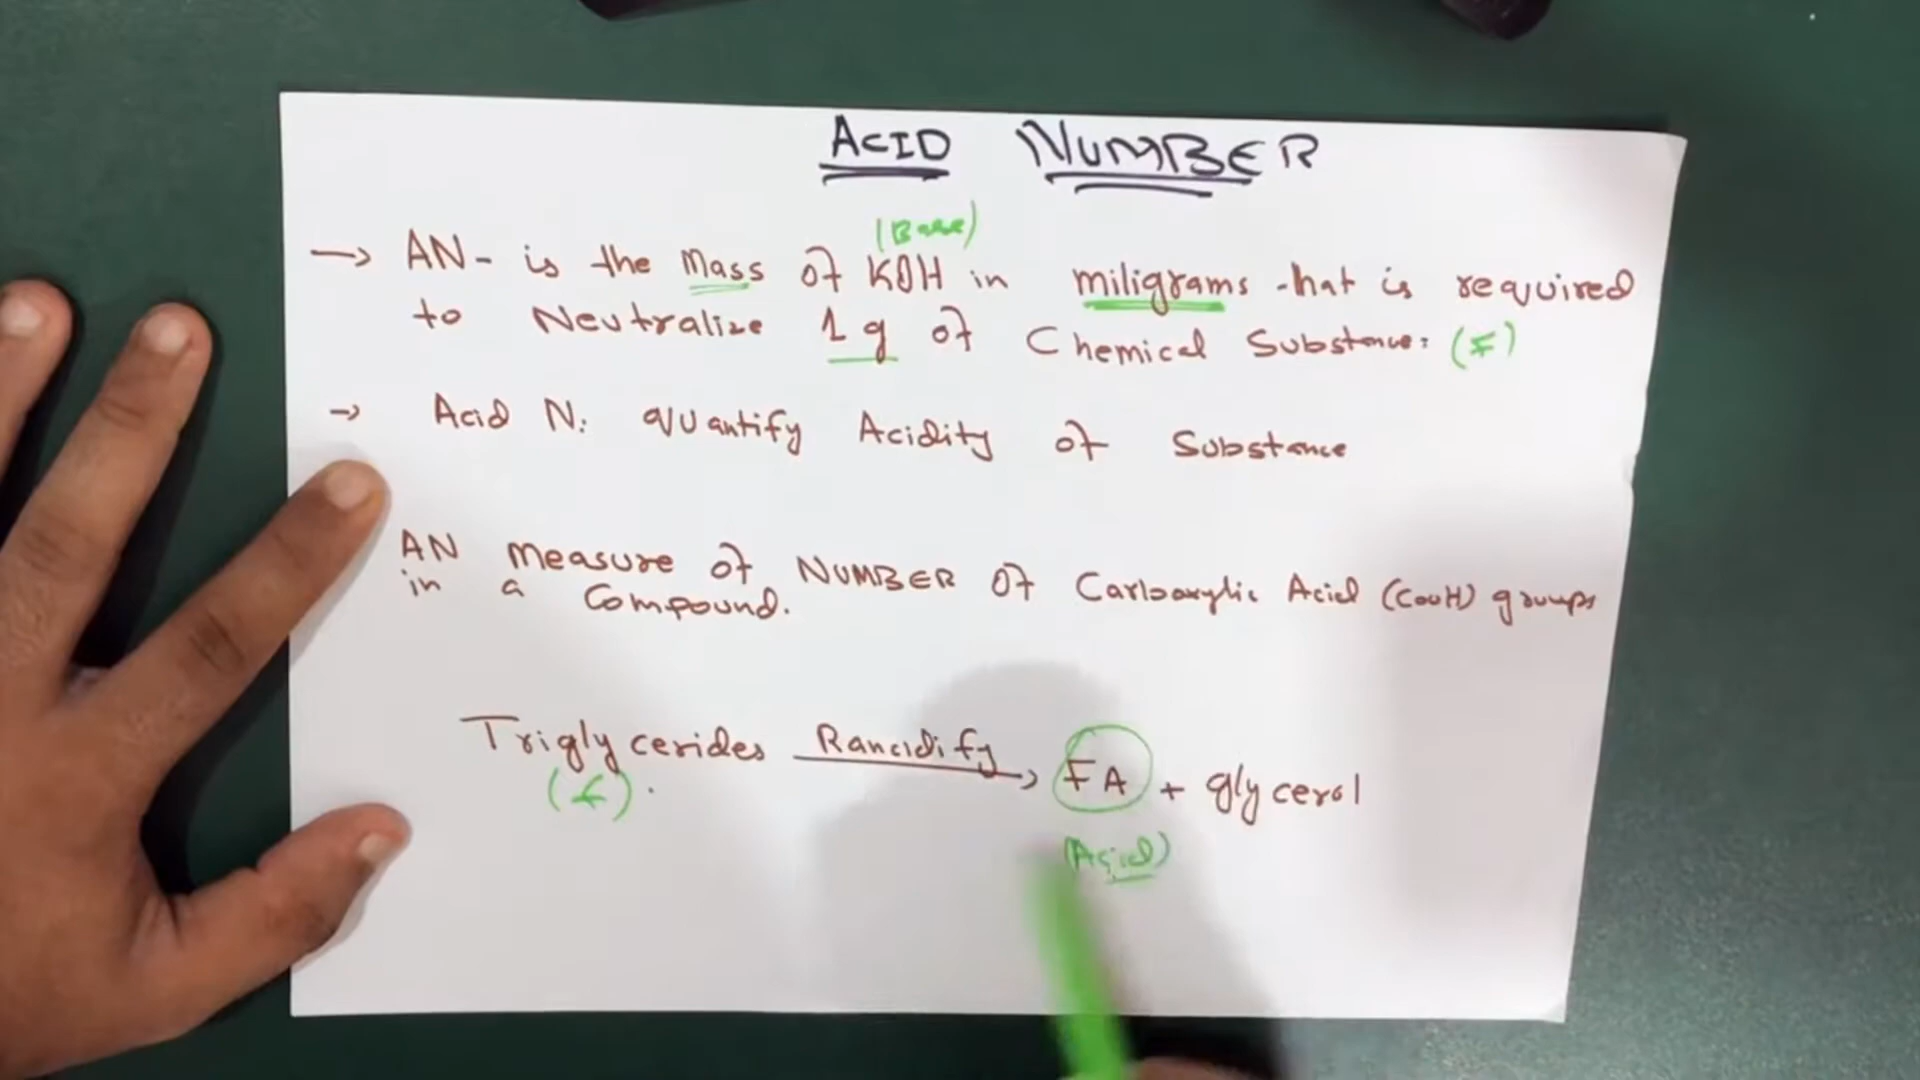 ACID NUMBER
(Base)
→ AN - is the Mass of KOH in miligrams that is required
to Neutralize 1 g of Chemical Substance: (F)
→ Acid N: quantify Acidity of Substance
AN measure of NUMBER of Carboxylic Acid (COOH) groups
in a Compound.
Triglycerides Rancidify → FA + glycerol
(f). (Acid)